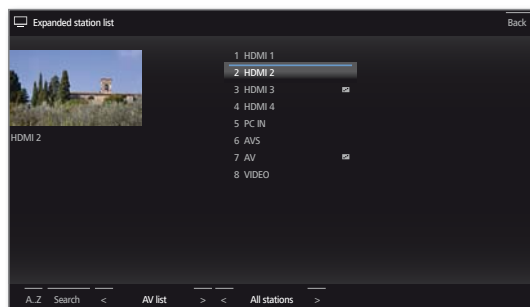 Expanded station list
Back
1 HDMI 1
2 HDMI 2
3 HDMI 3
4 HDMI 4
5 PC IN
6 AVS
7 AV
8 VIDEO
HDMI 2
A..Z Search < AV list > < All stations >